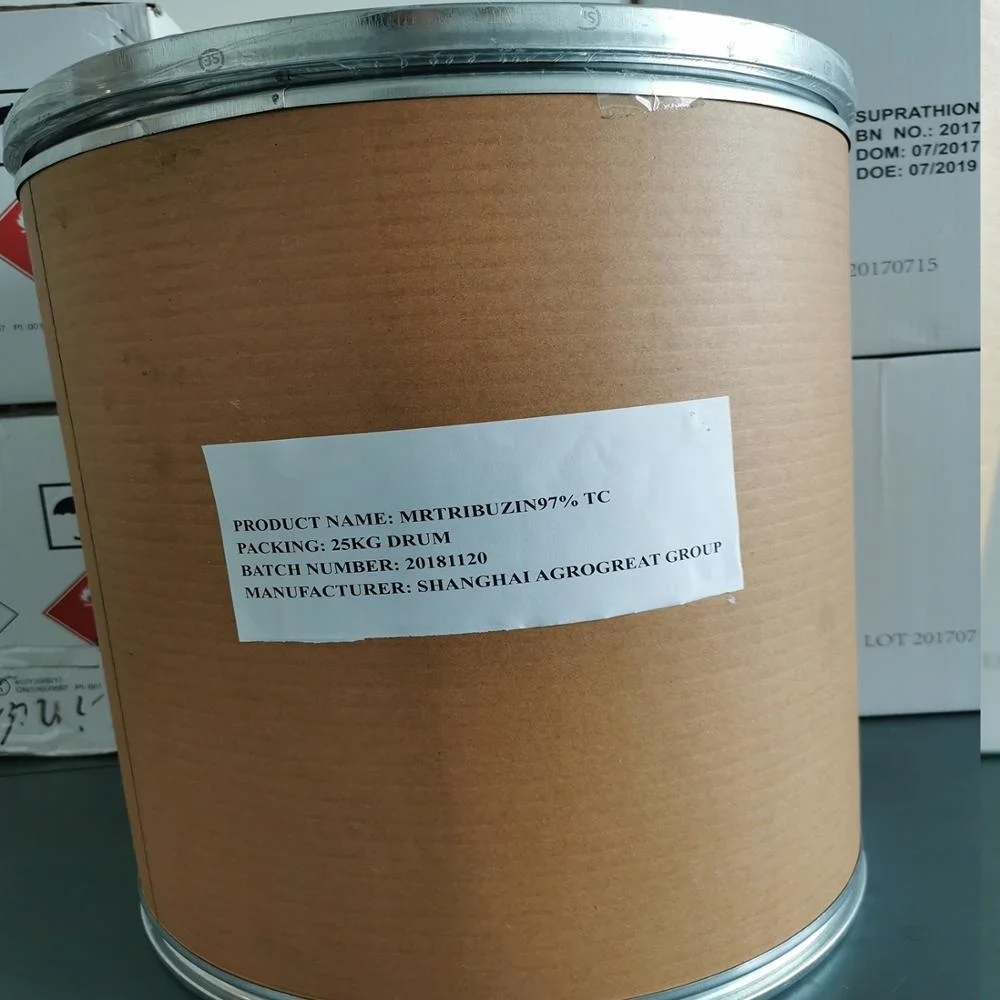 PRODUCT NAME: MRTRIBUZIN97% TC
PACKING: 25KG DRUM
BATCH NUMBER: 20181120
MANUFACTURER: SHANGHAI AGROGREAT GROUP
SUPRATHION
BN NO.: 2017
DOM: 07/2017
DOE: 07/2019
20170715
LOT 201707